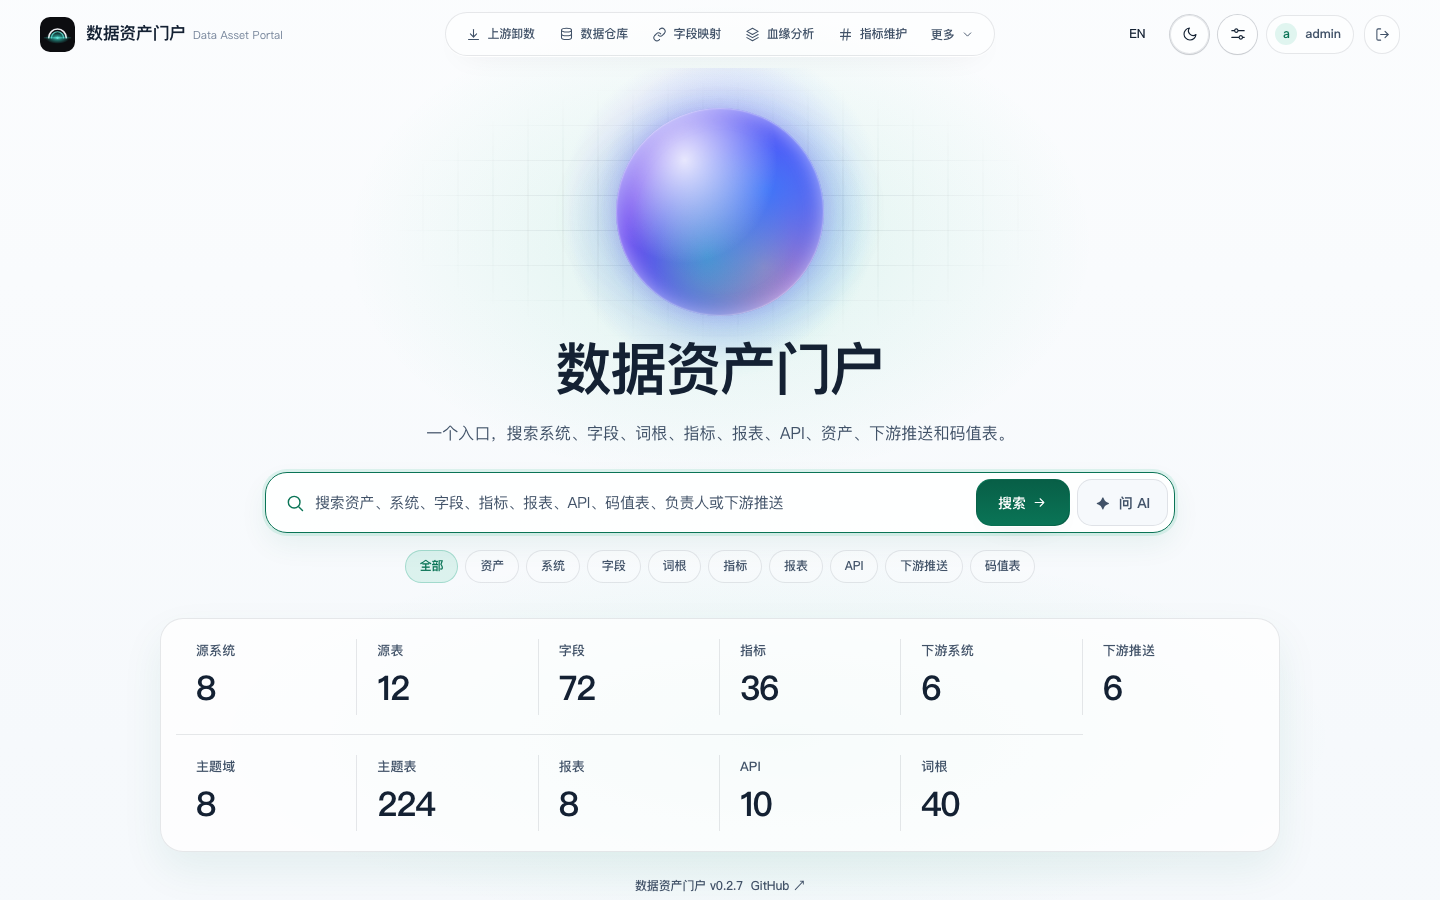 数据资产门户 Data Asset Portal 上游卸数 数据仓库 字段映射 血缘分析 指标维护 更多 EN a admin
数据资产门户
一个入口，搜索系统、字段、词根、指标、报表、API、资产、下游推送和码值表。
搜索资产、系统、字段、指标、报表、API、码值表、负责人或下游推送 搜索 → 问 AI
全部 资产 系统 字段 词根 指标 报表 API 下游推送 码值表
源系统 源表 字段 指标 下游系统 下游推送
8 12 72 36 6 6
主题域 主题表 报表 API 词根
8 224 8 10 40
数据资产门户 v0.2.7 GitHub ↗